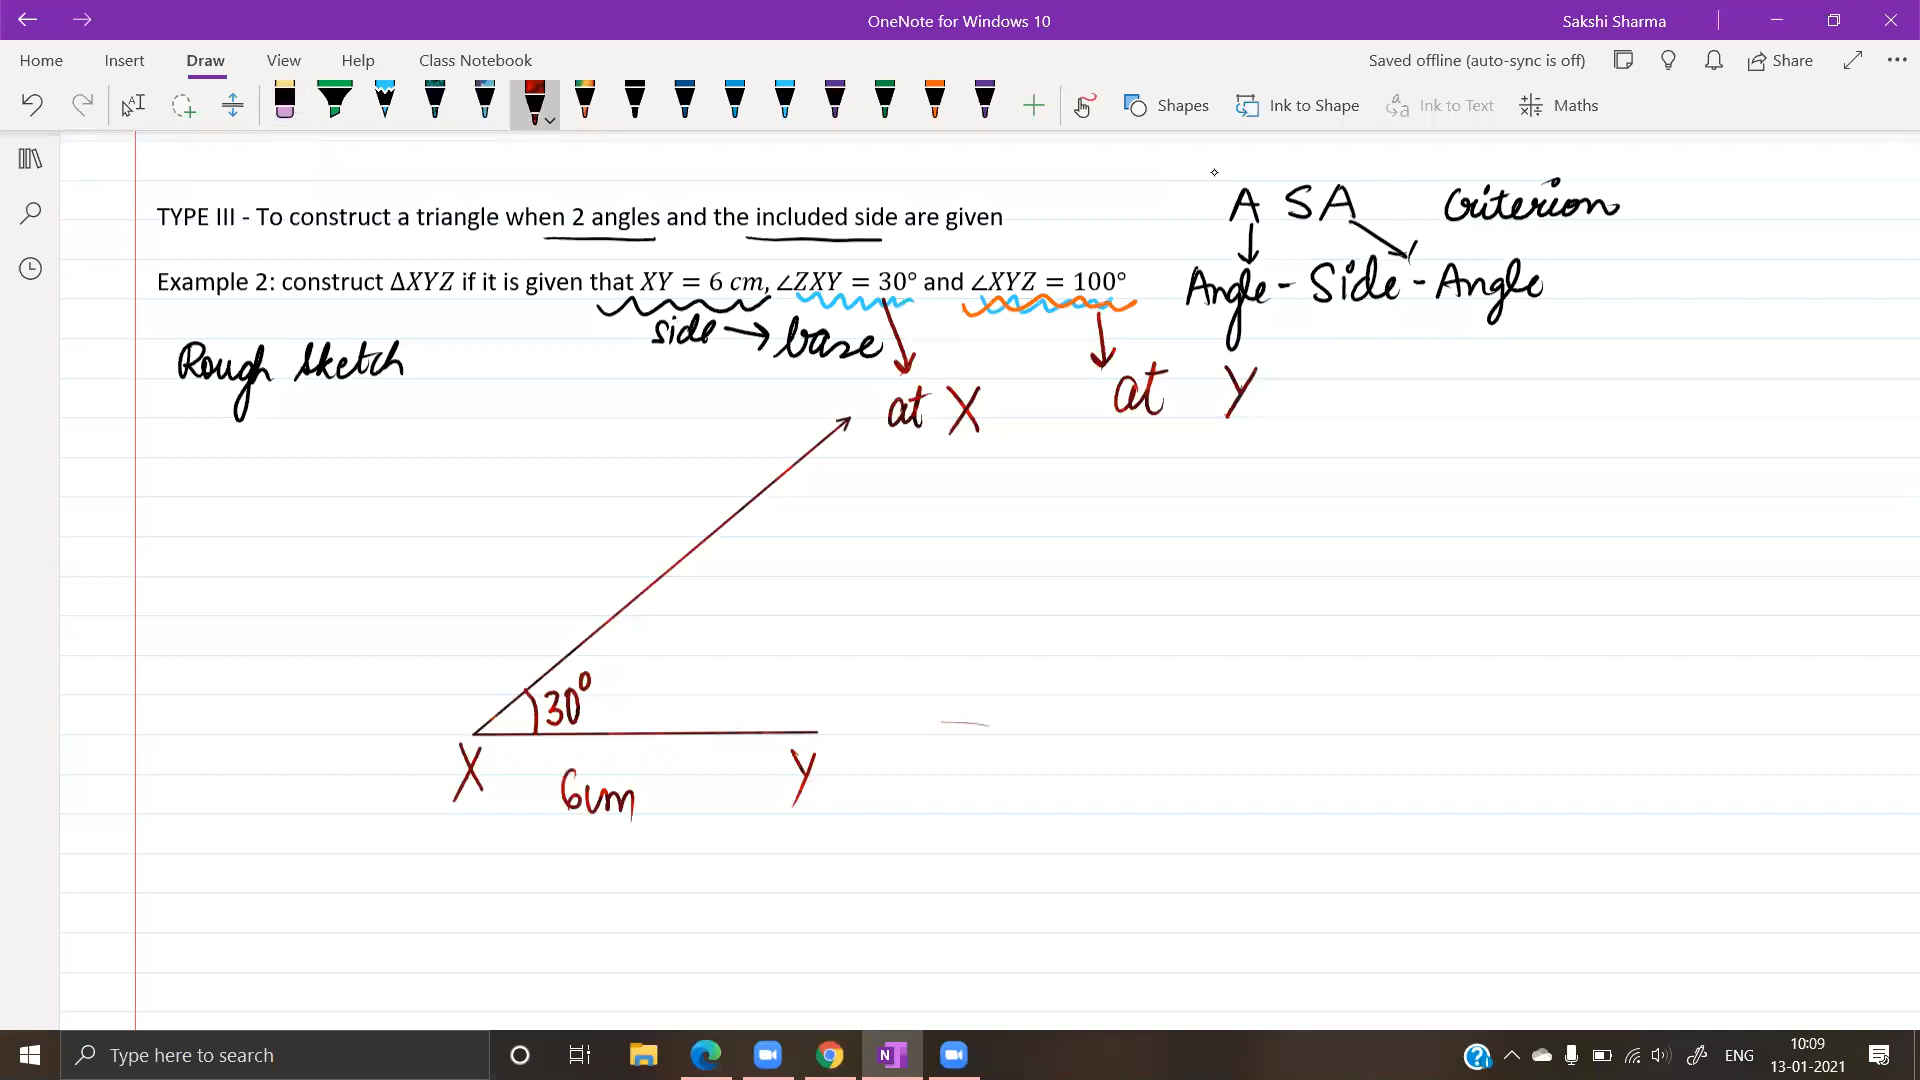 OneNote for Windows 10
Sakshi Sharma
Home Insert Draw View Help Class Notebook
Saved offline (auto-sync is off) Share
Shapes Ink to Shape Ink to Text Maths
TYPE III - To construct a triangle when 2 angles and the included side are given
A SA Criterion
Example 2: construct ΔXYZ if it is given that XY = 6 cm, ∠ZXY = 30° and ∠XYZ = 100°
Angle - Side - Angle
side → base
Rough Sketch
at X
at Y
30°
X Y
6cm
Type here to search
ENG
10:09
13-01-2021